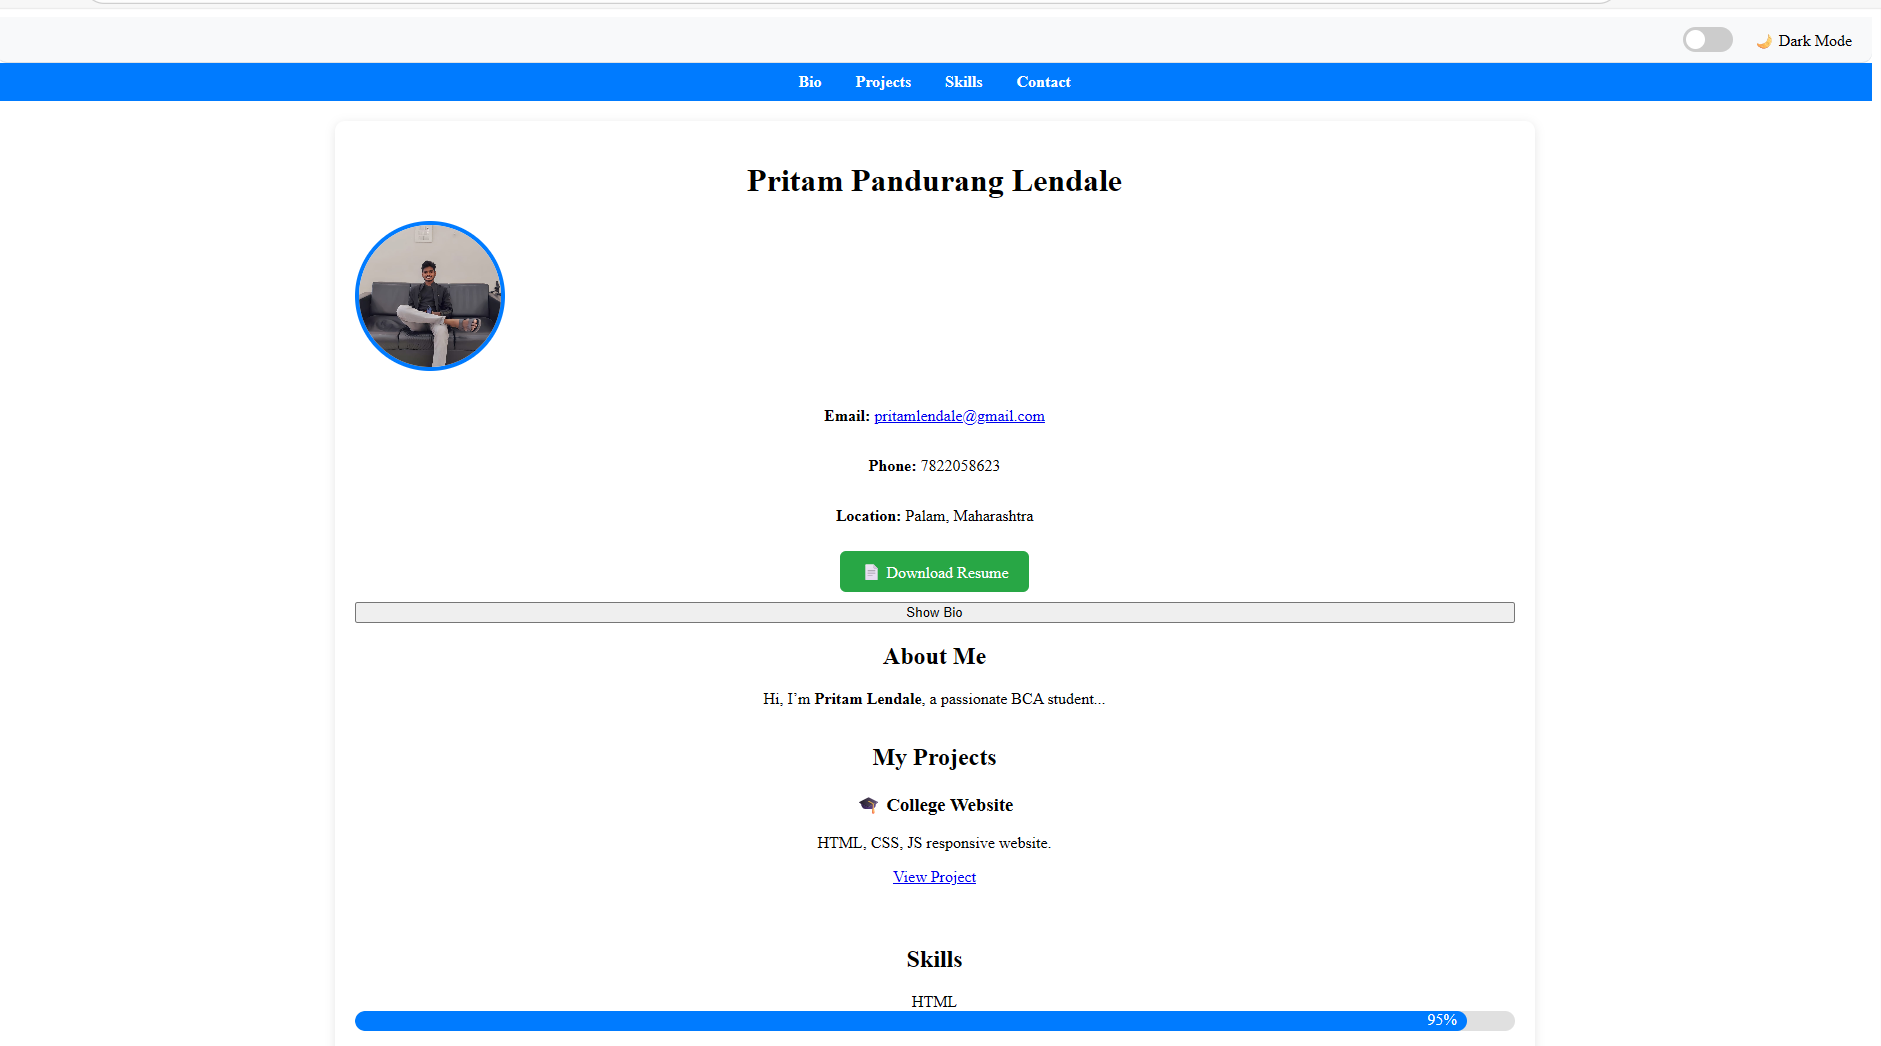 🌙 Dark Mode
Bio Projects Skills Contact
Pritam Pandurang Lendale
Email: pritamlendale@gmail.com
Phone: 7822058623
Location: Palam, Maharashtra
📄 Download Resume
Show Bio
About Me
Hi, I’m Pritam Lendale, a passionate BCA student...
My Projects
🎓 College Website
HTML, CSS, JS responsive website.
View Project
Skills
HTML
95%